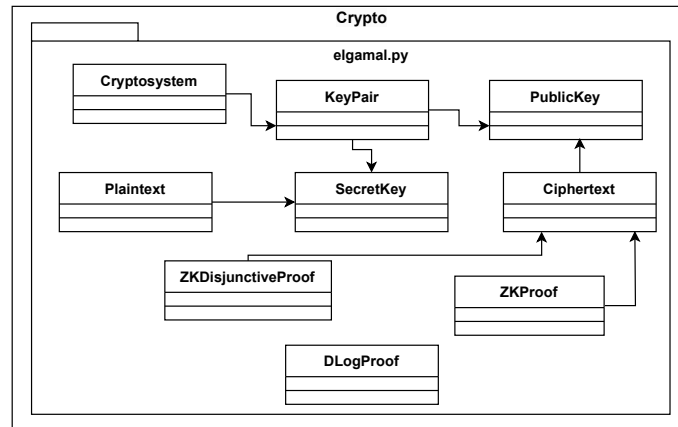 Crypto
elgamal.py
Cryptosystem
KeyPair
PublicKey
Plaintext
SecretKey
Ciphertext
ZKDisjunctiveProof
ZKProof
DLogProof